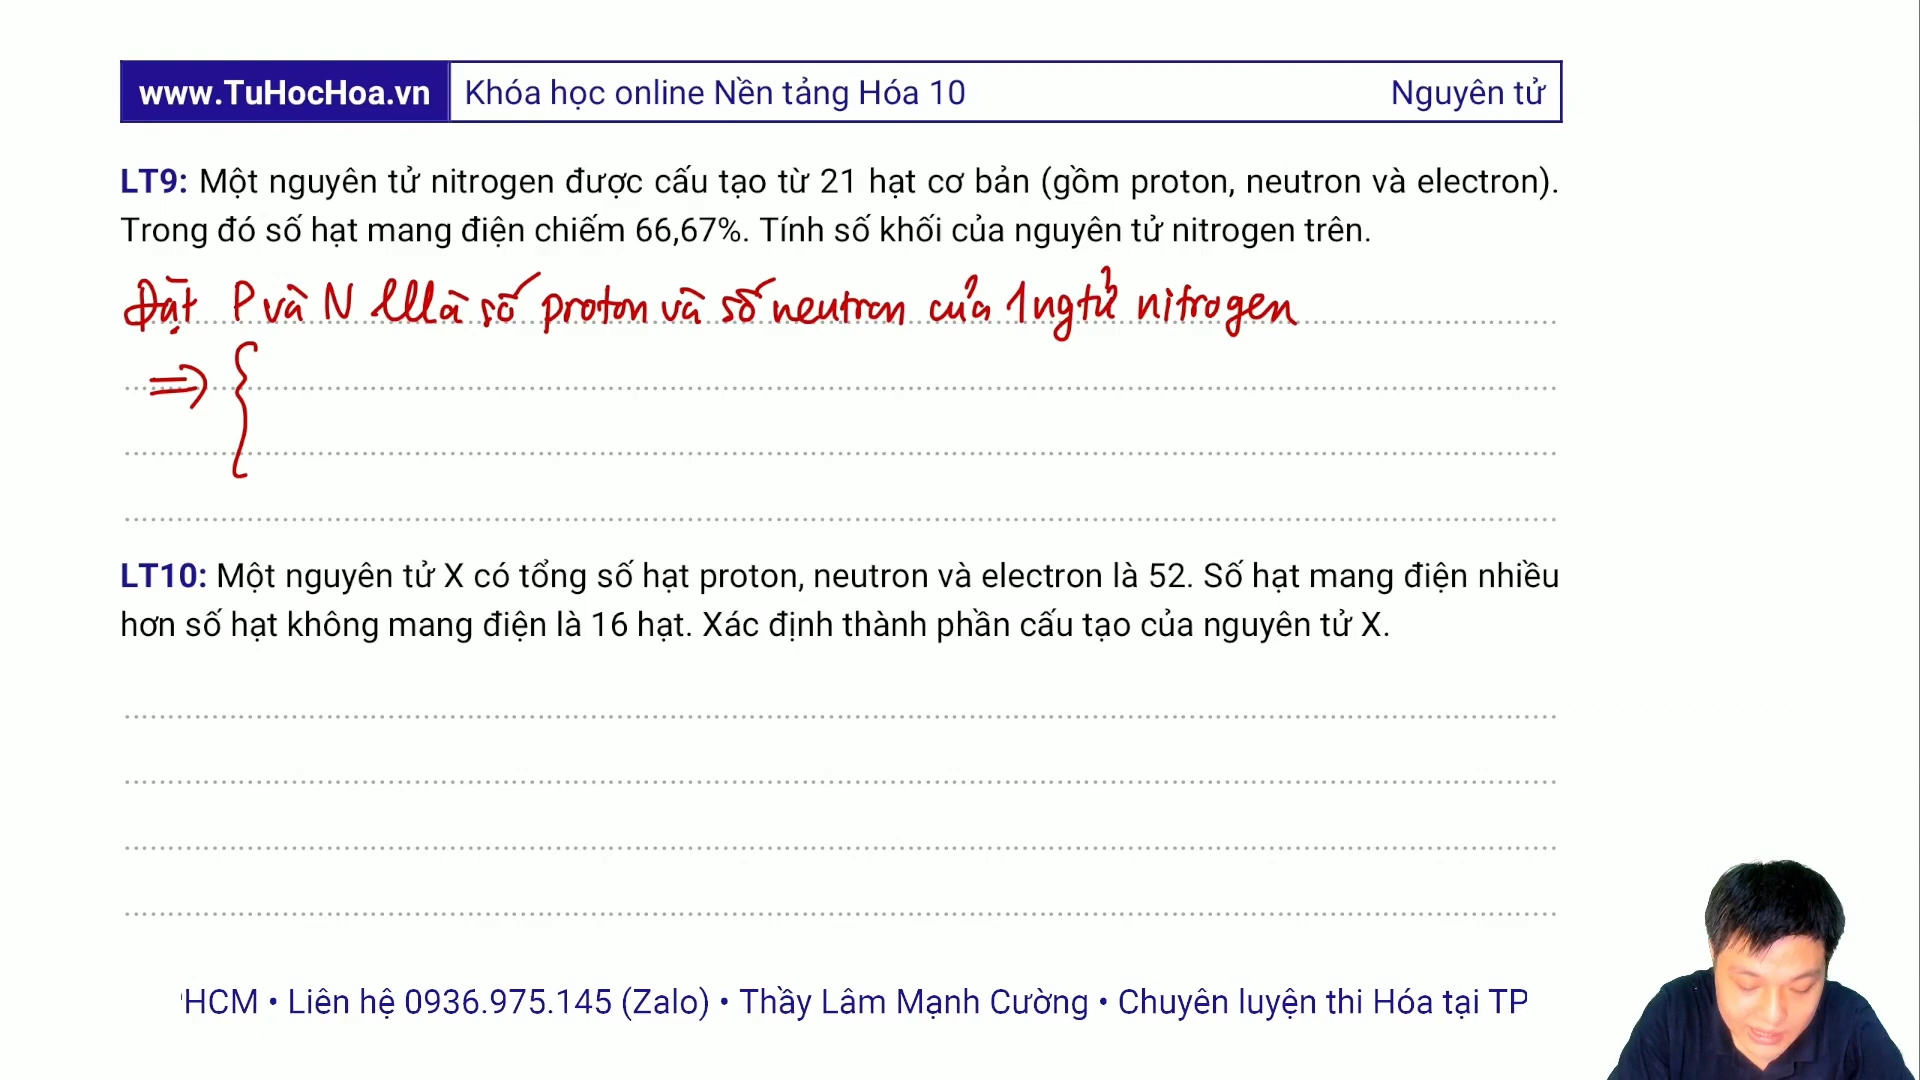 www.TuHocHoa.vn Khóa học online Nền tảng Hóa 10 Nguyên tử
LT9: Một nguyên tử nitrogen được cấu tạo từ 21 hạt cơ bản (gồm proton, neutron và electron).
Trong đó số hạt mang điện chiếm 66,67%. Tính số khối của nguyên tử nitrogen trên.
Đặt P và N lll là số proton và số neutron của 1 ngtử nitrogen
⇒ {
LT10: Một nguyên tử X có tổng số hạt proton, neutron và electron là 52. Số hạt mang điện nhiều
hơn số hạt không mang điện là 16 hạt. Xác định thành phần cấu tạo của nguyên tử X.
HCM • Liên hệ 0936.975.145 (Zalo) • Thầy Lâm Mạnh Cường • Chuyên luyện thi Hóa tại TP